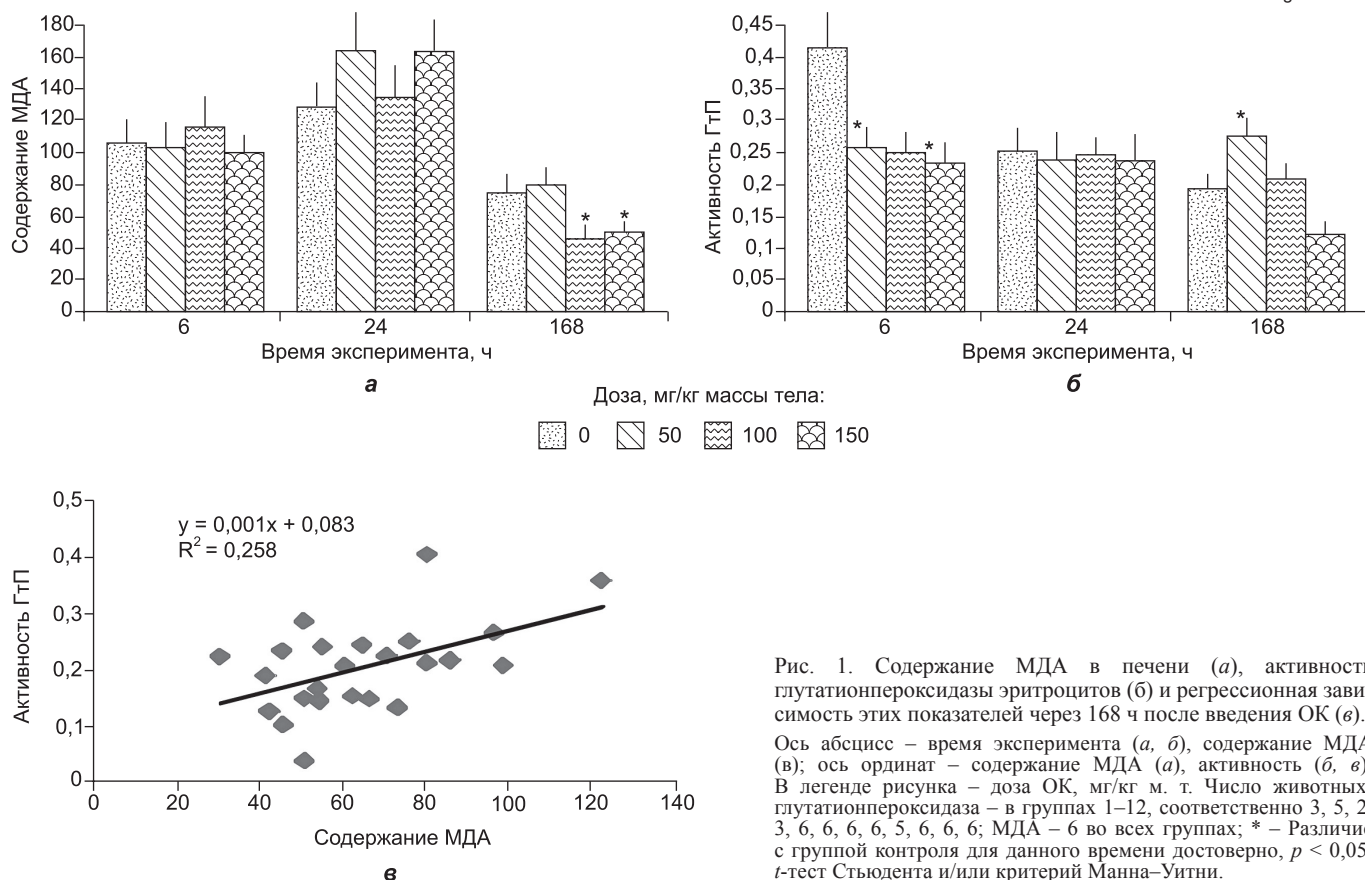 180
160
140
120
100
80
60
40
20
0
Содержание МДА
6 24 168
Время эксперимента, ч
а
* *
0,45
0,4
0,35
0,3
0,25
0,2
0,15
0,1
0,05
0
Активность ГтП
* * *
6 24 168
Время эксперимента, ч
б
Доза, мг/кг массы тела:
0 50 100 150
0,5
0,4
0,3
0,2
0,1
0
Активность ГтП
y = 0,001x + 0,083
R² = 0,258
0 20 40 60 80 100 120 140
Содержание МДА
в
Рис. 1. Содержание МДА в печени (а), активность
глутатионпероксидазы эритроцитов (б) и регрессионная зави-
симость этих показателей через 168 ч после введения ОК (в).
Ось абсцисс – время эксперимента (а, б), содержание МДА
(в); ось ординат – содержание МДА (а), активность (б, в)
В легенде рисунка – доза ОК, мг/кг м. т. Число животных
глутатионпероксидаза – в группах 1–12, соответственно 3, 5, 2
3, 6, 6, 6, 6, 5, 6, 6, 6; МДА – 6 во всех группах; * – Различие
с группой контроля для данного времени достоверно, p < 0,05
t-тест Стьюдента и/или критерий Манна–Уитни.